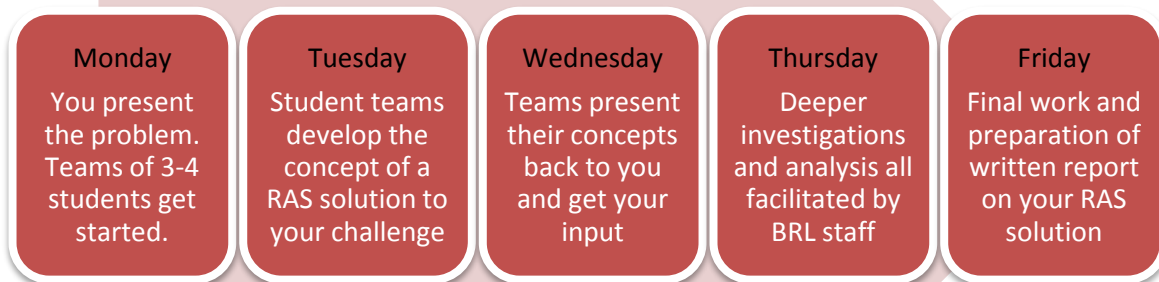 Monday
You present
the problem.
Teams of 3-4
students get
started.
Tuesday
Student teams
develop the
concept of a
RAS solution to
your challenge
Wednesday
Teams present
their concepts
back to you
and get your
input
Thursday
Deeper
investigations
and analysis all
facilitated by
BRL staff
Friday
Final work and
preparation of
written report
on your RAS
solution